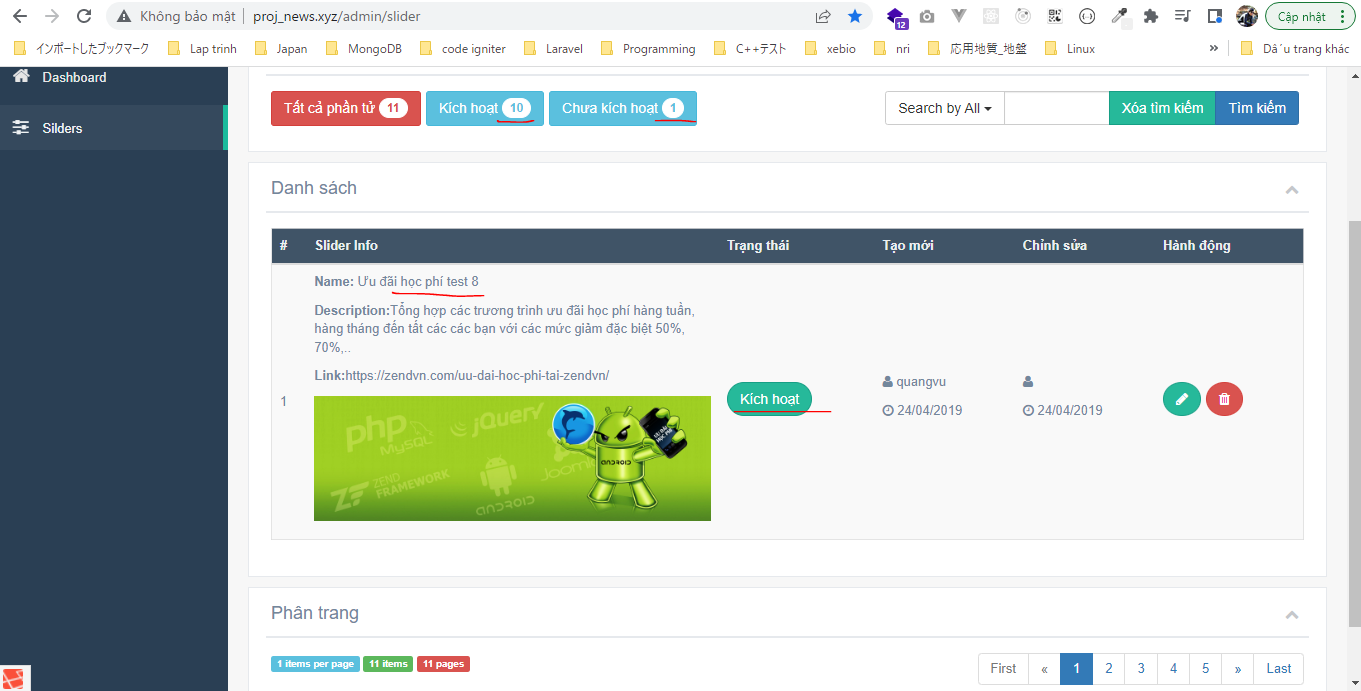 Không bảo mật
proj_news.xyz/admin/slider
12
Cập nhật
インポートしたブックマーク
Lap trinh
Japan
MongoDB
code igniter
Laravel
Programming
C++テスト
xebio
nri
応用地質_地盤
Linux
»
Dấu trang khác
Dashboard
Silders
Tất cả phần tử 11
Kích hoạt 10
Chưa kích hoạt 1
Search by All
Xóa tìm kiếm
Tìm kiếm
Danh sách
# Slider Info Trạng thái Tạo mới Chỉnh sửa Hành động
Name: Ưu đãi học phí test 8
Description:Tổng hợp các trương trình ưu đãi học phí hàng tuần,
hàng tháng đến tất các các bạn với các mức giảm đặc biệt 50%,
70%,..
Link:https://zendvn.com/uu-dai-hoc-phi-tai-zendvn/
1
php
MySQL
jQuery
ZF ZEND
FRAMEWORK
ANDROID
ANDROID
Kích hoạt
quangvu
24/04/2019
24/04/2019
Phân trang
1 items per page
11 items
11 pages
First « 1 2 3 4 5 » Last